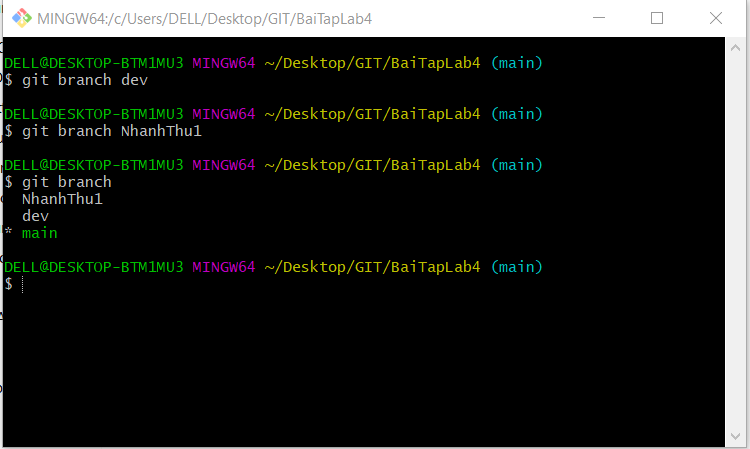 MINGW64:/c/Users/DELL/Desktop/GIT/BaiTapLab4
DELL@DESKTOP-BTM1MU3 MINGW64 ~/Desktop/GIT/BaiTapLab4 (main)
$ git branch dev
DELL@DESKTOP-BTM1MU3 MINGW64 ~/Desktop/GIT/BaiTapLab4 (main)
$ git branch NhanhThu1
DELL@DESKTOP-BTM1MU3 MINGW64 ~/Desktop/GIT/BaiTapLab4 (main)
$ git branch
  NhanhThu1
  dev
* main
DELL@DESKTOP-BTM1MU3 MINGW64 ~/Desktop/GIT/BaiTapLab4 (main)
$